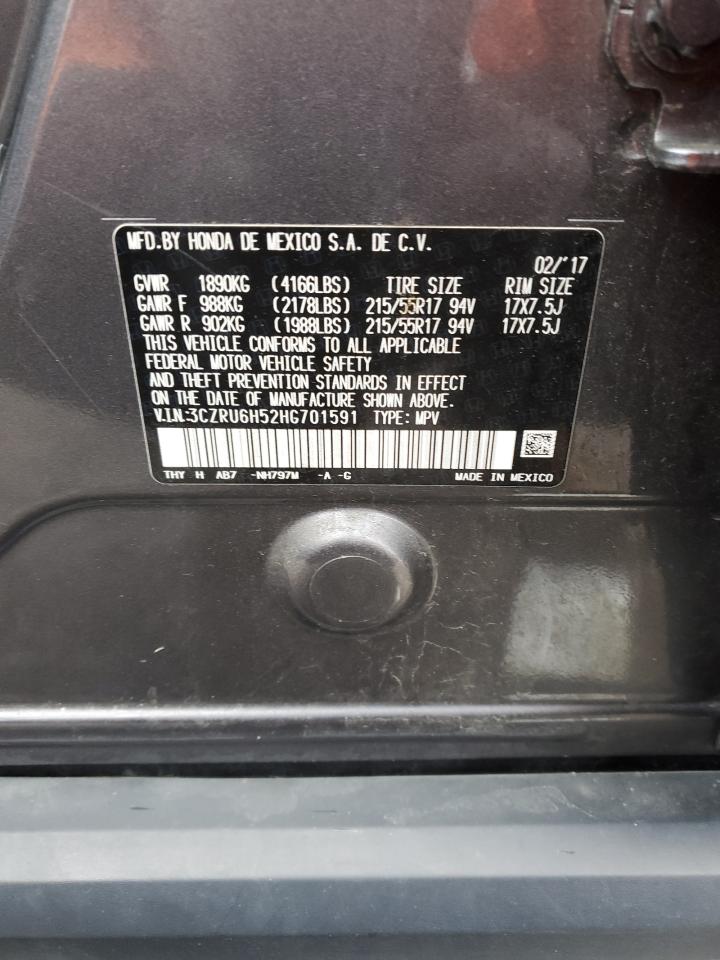 MFD.BY HONDA DE MEXICO S.A. DE C.V.
02/'17
GVWR 1890KG (4166LBS) TIRE SIZE RIM SIZE
GAWR F 988KG (2178LBS) 215/55R17 94V 17X7.5J
GAWR R 902KG (1988LBS) 215/55R17 94V 17X7.5J
THIS VEHICLE CONFORMS TO ALL APPLICABLE
FEDERAL MOTOR VEHICLE SAFETY
AND THEFT PREVENTION STANDARDS IN EFFECT
ON THE DATE OF MANUFACTURE SHOWN ABOVE.
V.I.N:3CZRU6H52HG701591 TYPE: MPV
THY H AB7 -NH797M -A -G MADE IN MEXICO